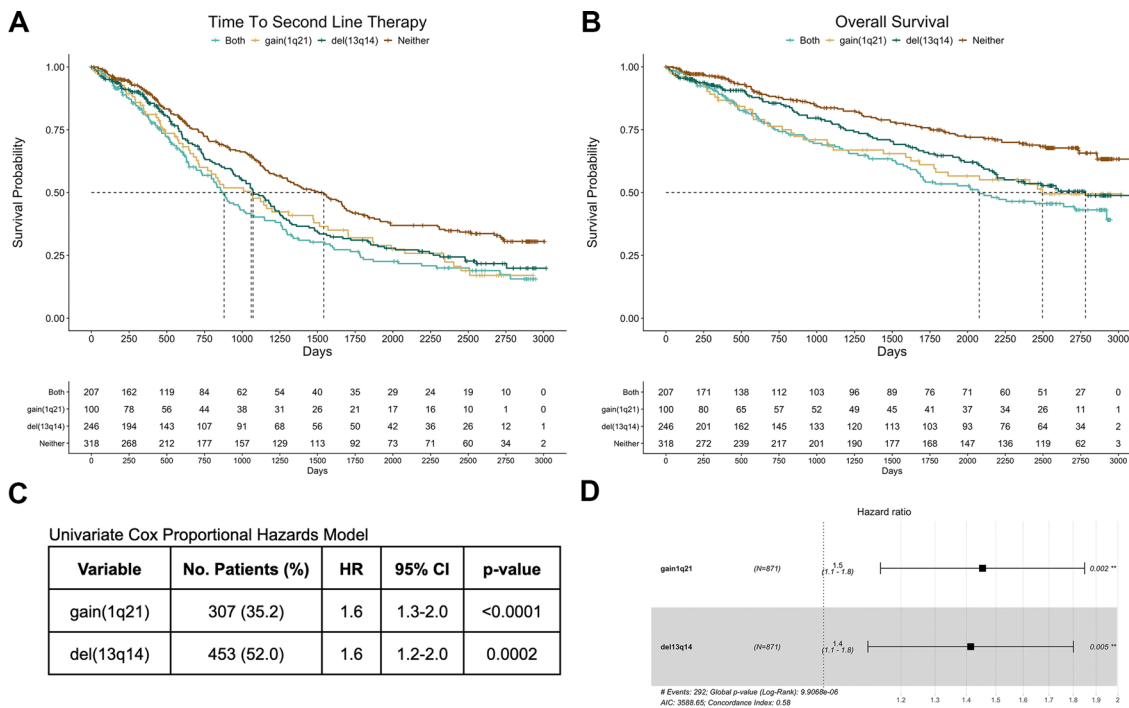 A
Time To Second Line Therapy
Both gain(1q21) del(13q14) Neither
Survival Probability
1.00
0.75
0.50
0.25
0.00
0 250 500 750 1000 1250 1500 1750 2000 2250 2500 2750 3000
Days
Both 207 162 119 84 62 54 40 35 29 24 19 10 0
gain(1q21) 100 78 56 44 38 31 26 21 17 16 10 1 0
del(13q14) 246 194 143 107 91 68 56 50 42 36 26 12 1
Neither 318 268 212 177 157 129 113 92 73 71 60 34 2
0 250 500 750 1000 1250 1500 1750 2000 2250 2500 2750 3000
Days
B
Overall Survival
Both gain(1q21) del(13q14) Neither
Survival Probability
1.00
0.75
0.50
0.25
0.00
0 250 500 750 1000 1250 1500 1750 2000 2250 2500 2750 3000
Days
Both 207 171 138 112 103 96 89 76 71 60 51 27 0
gain(1q21) 100 80 65 57 52 49 45 41 37 34 26 11 1
del(13q14) 246 201 162 145 133 120 113 103 93 76 64 34 2
Neither 318 272 239 217 201 190 177 168 147 136 119 62 3
0 250 500 750 1000 1250 1500 1750 2000 2250 2500 2750 3000
Days
C
Univariate Cox Proportional Hazards Model
Variable No. Patients (%) HR 95% CI p-value
gain(1q21) 307 (35.2) 1.6 1.3-2.0 <0.0001
del(13q14) 453 (52.0) 1.6 1.2-2.0 0.0002
D
Hazard ratio
gain1q21 (N=871) 1.5 0.002 **
(1.1 - 1.8)
del13q14 (N=871) 1.4 0.005 **
(1.1 - 1.8)
# Events: 292; Global p-value (Log-Rank): 9.9068e-06
AIC: 3588.65; Concordance Index: 0.58
1.2 1.3 1.4 1.5 1.6 1.7 1.8 1.9 2